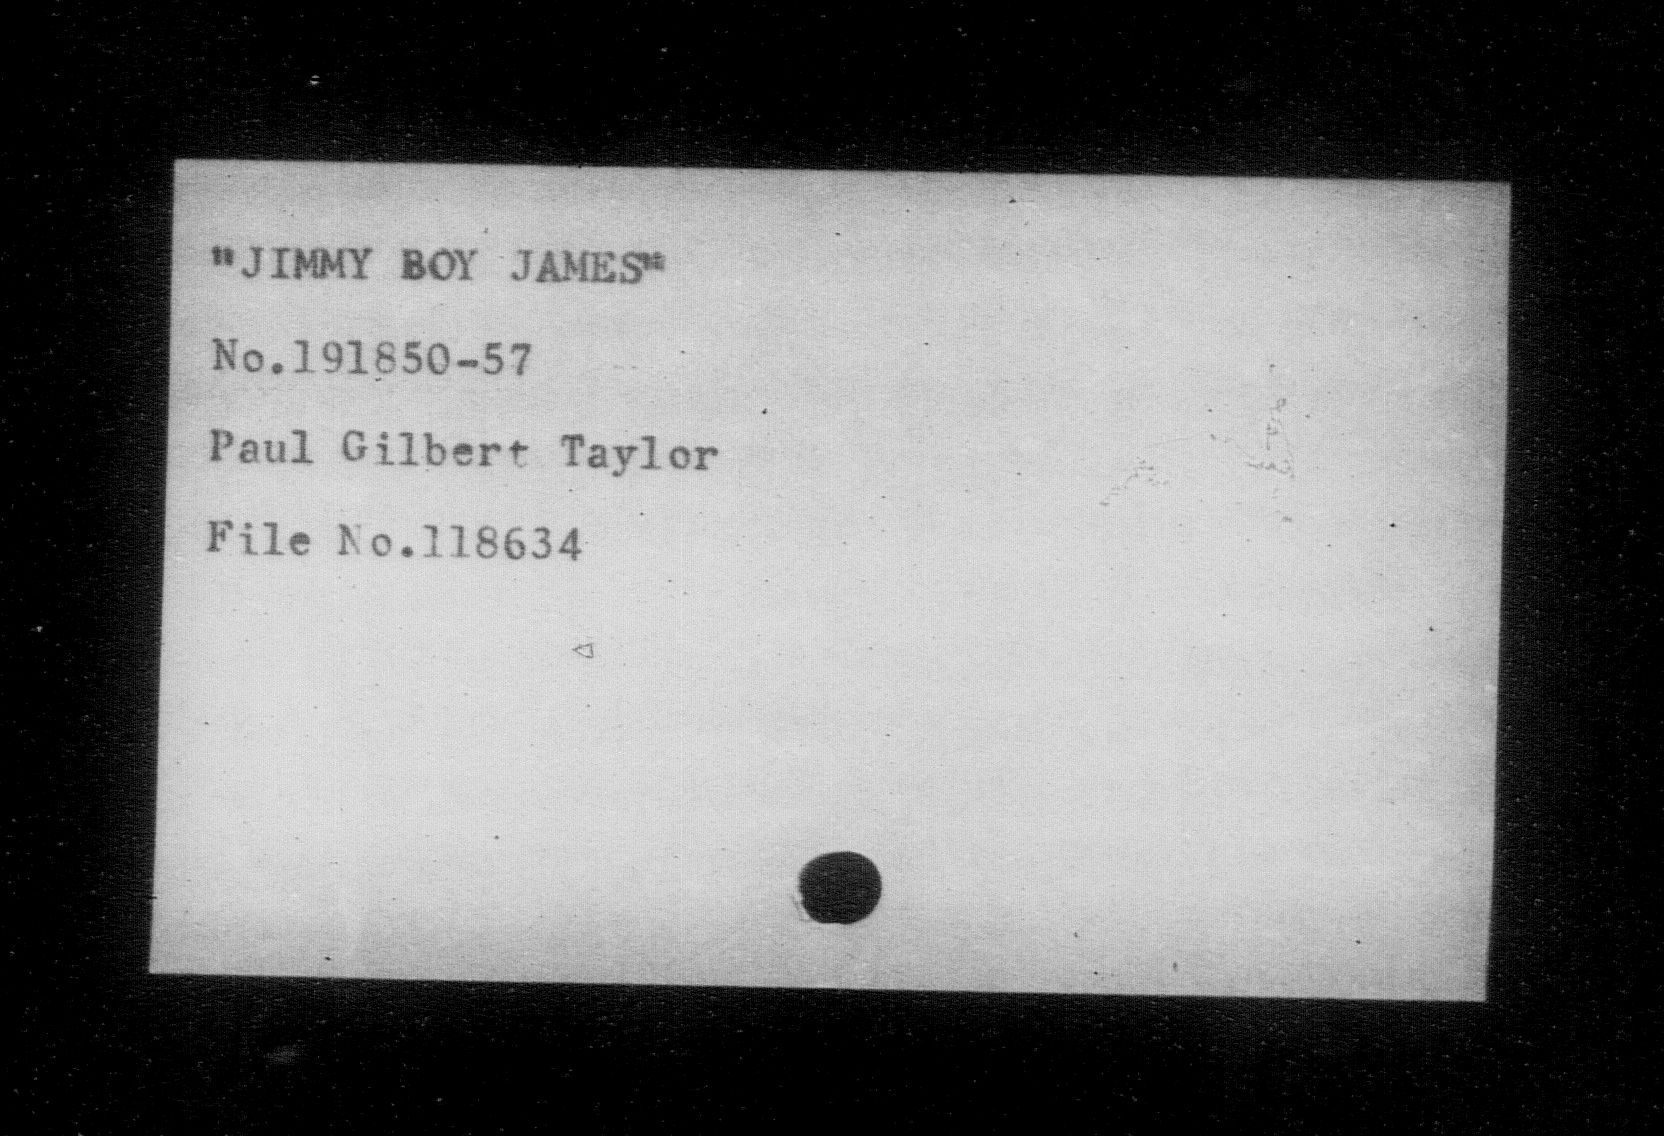 "JIMMY BOY JAMES"
No.191850-57
Paul Gilbert Taylor
File No.118634